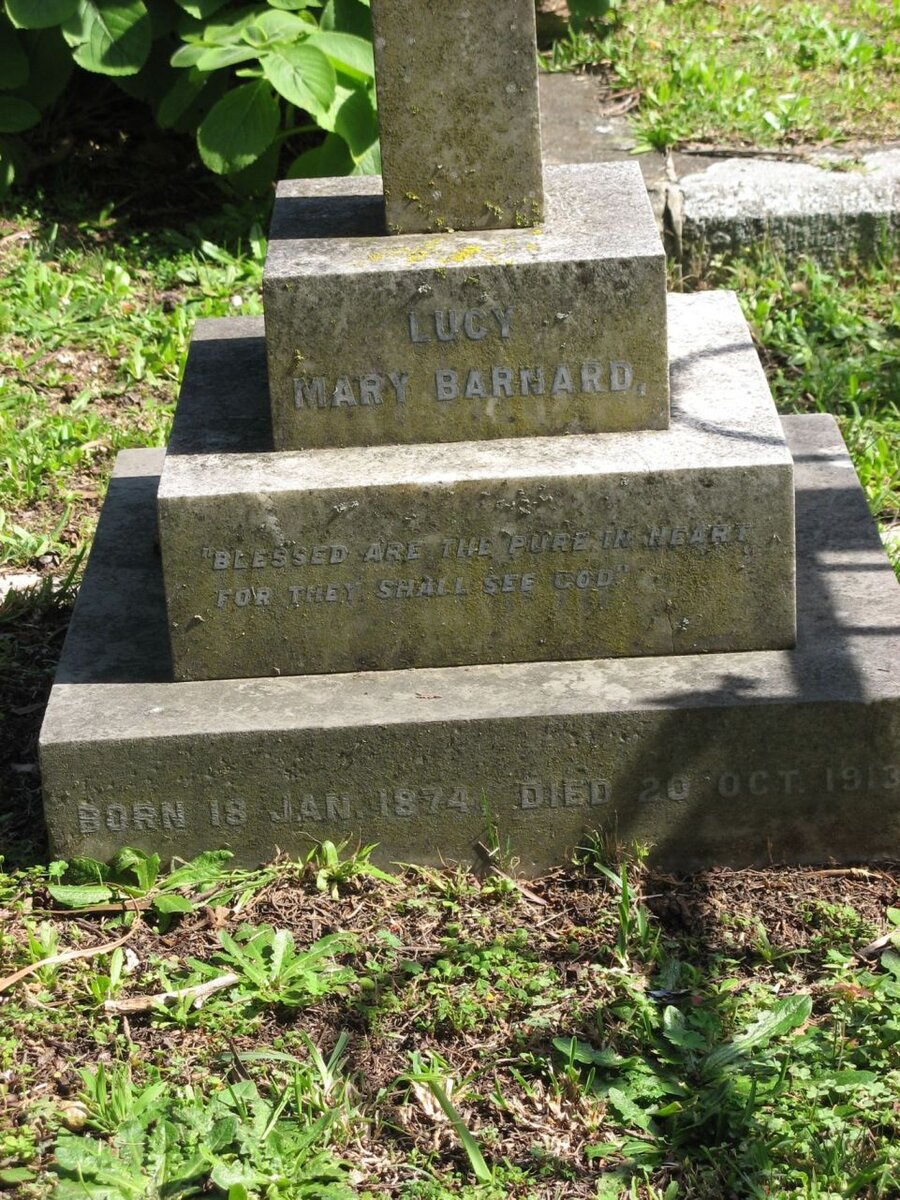 LUCY
MARY BARNARD,
"BLESSED ARE THE PURE IN HEART
FOR THEY SHALL SEE GOD"
BORN 18 JAN. 1874. DIED 20 OCT. 1913